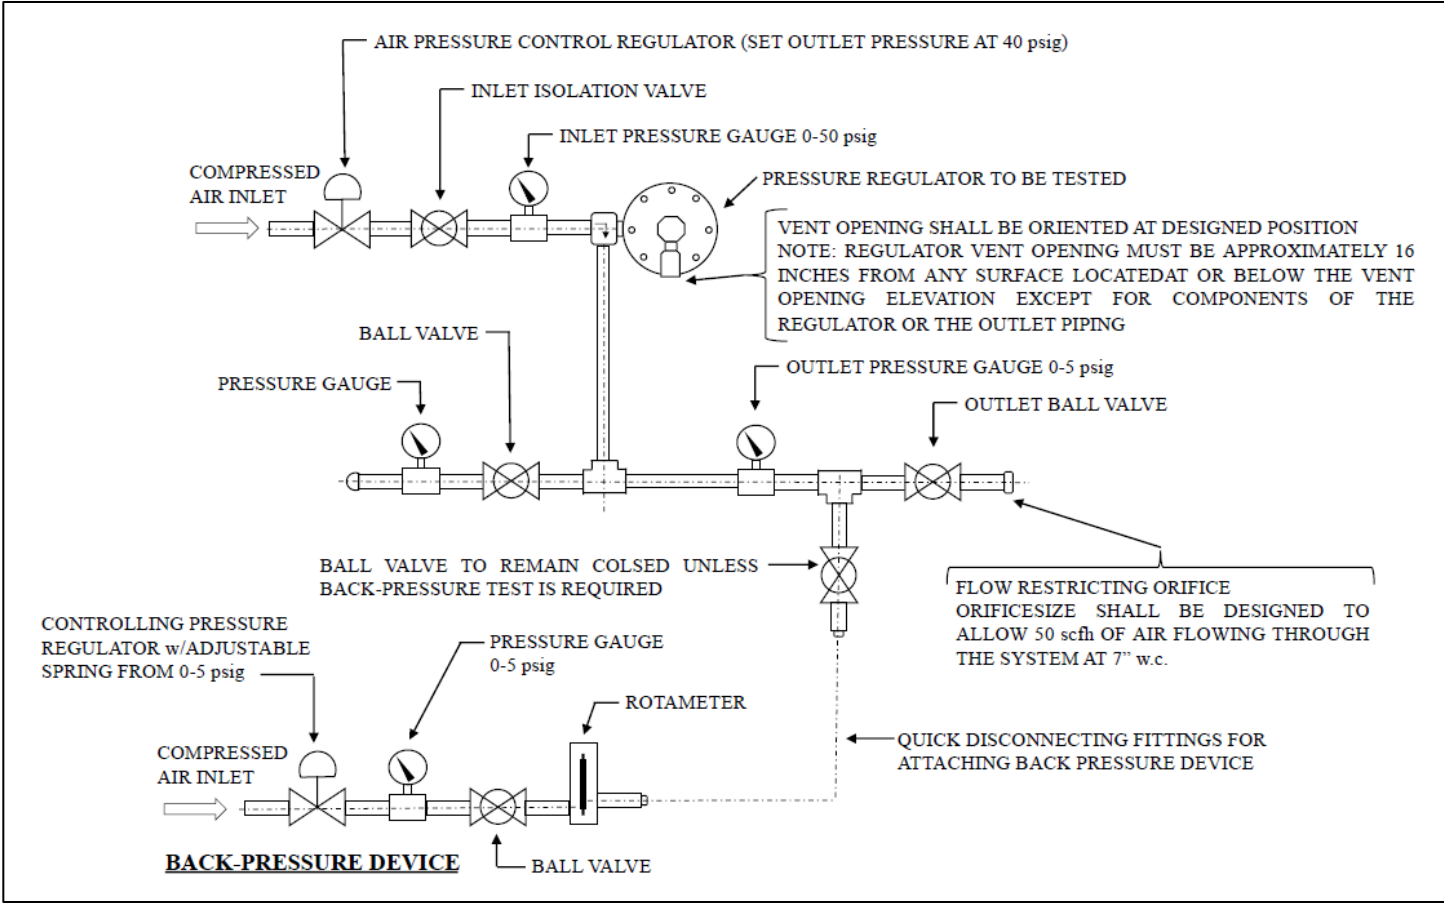 AIR PRESSURE CONTROL REGULATOR (SET OUTLET PRESSURE AT 40 psig)
INLET ISOLATION VALVE
INLET PRESSURE GAUGE 0-50 psig
COMPRESSED
AIR INLET
PRESSURE REGULATOR TO BE TESTED
VENT OPENING SHALL BE ORIENTED AT DESIGNED POSITION
NOTE: REGULATOR VENT OPENING MUST BE APPROXIMATELY 16
INCHES FROM ANY SURFACE LOCATEDAT OR BELOW THE VENT
OPENING ELEVATION EXCEPT FOR COMPONENTS OF THE
REGULATOR OR THE OUTLET PIPING
BALL VALVE
PRESSURE GAUGE
OUTLET PRESSURE GAUGE 0-5 psig
OUTLET BALL VALVE
BALL VALVE TO REMAIN COLSED UNLESS
BACK-PRESSURE TEST IS REQUIRED
FLOW RESTRICTING ORIFICE
ORIFICESIZE SHALL BE DESIGNED TO
ALLOW 50 scfh OF AIR FLOWING THROUGH
THE SYSTEM AT 7” w.c.
CONTROLLING PRESSURE
REGULATOR w/ADJUSTABLE
SPRING FROM 0-5 psig
PRESSURE GAUGE
0-5 psig
ROTAMETER
COMPRESSED
AIR INLET
QUICK DISCONNECTING FITTINGS FOR
ATTACHING BACK PRESSURE DEVICE
BACK-PRESSURE DEVICE
BALL VALVE